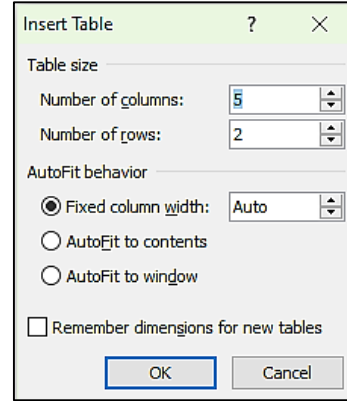 Insert Table ?
Table size
Number of columns: 5
Number of rows: 2
AutoFit behavior
Fixed column width: Auto
AutoFit to contents
AutoFit to window
Remember dimensions for new tables
OK Cancel